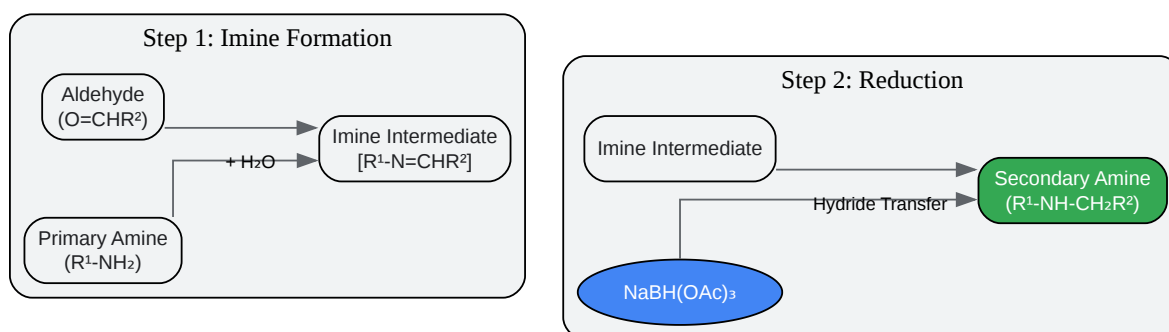 Step 1: Imine Formation
Aldehyde
(O=CHR²)
Imine Intermediate
[R¹-N=CHR²]
+ H₂O
Primary Amine
(R¹-NH₂)
Step 2: Reduction
Imine Intermediate
Secondary Amine
(R¹-NH-CH₂R²)
Hydride Transfer
NaBH(OAc)₃